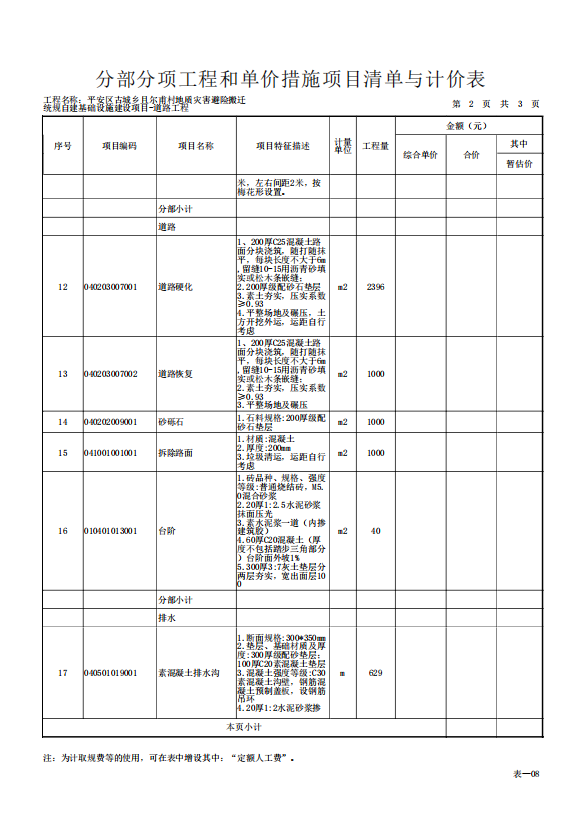 分部分项工程和单价措施项目清单与计价表
工程名称：平安区古城乡且尔甫村地质灾害避险搬迁
统规自建基础设施建设项目-道路工程
第 2 页 共 3 页
序号 项目编码 项目名称 项目特征描述 计量单位 工程量 金额（元）
综合单价 合价 其中
暂估价
米，左右间距2米，按
梅花形设置。
分部小计
道路
12 040203007001 道路硬化 m2 2396
1、200厚C25混凝土路
面分块浇筑，随打随抹
平，每块长度不大于6m
,留缝10-15用沥青砂填
实或松木条嵌缝；
2.200厚级配砂石垫层
3.素土夯实，压实系数
≥0.93
4.平整场地及碾压，土
方开挖外运，运距自行
考虑
13 040203007002 道路恢复 m2 1000
1、200厚C25混凝土路
面分块浇筑，随打随抹
平，每块长度不大于6m
,留缝10-15用沥青砂填
实或松木条嵌缝；
2.素土夯实，压实系数
≥0.93
3.平整场地及碾压
14 040202009001 砂砾石 m2 1000
1.石料规格:200厚级配
砂石垫层
15 041001001001 拆除路面 m2 1000
1.材质:混凝土
2.厚度:200mm
3.垃圾清运，运距自行
考虑
16 010401013001 台阶 m2 40
1.砖品种、规格、强度
等级:普通烧结砖，M5.
0混合砂浆
2.20厚1:2.5水泥砂浆
抹面压光
3.素水泥浆一道（内掺
建筑胶）
4.60厚C20混凝土（厚
度不包括踏步三角部分
）台阶面外坡1%
5.300厚3:7灰土垫层分
两层夯实，宽出面层10
0
分部小计
排水
17 040501019001 素混凝土排水沟 m 629
1.断面规格:300*350mm
2.垫层、基础材质及厚
度:300厚级配砂垫层；
100厚C20素混凝土垫层
3.混凝土强度等级:C30
素混凝土沟壁，钢筋混
凝土预制盖板，设钢筋
吊环
4.20厚1:2水泥砂浆掺
本页小计
注：为计取规费等的使用，可在表中增设其中：“定额人工费”。
表—08